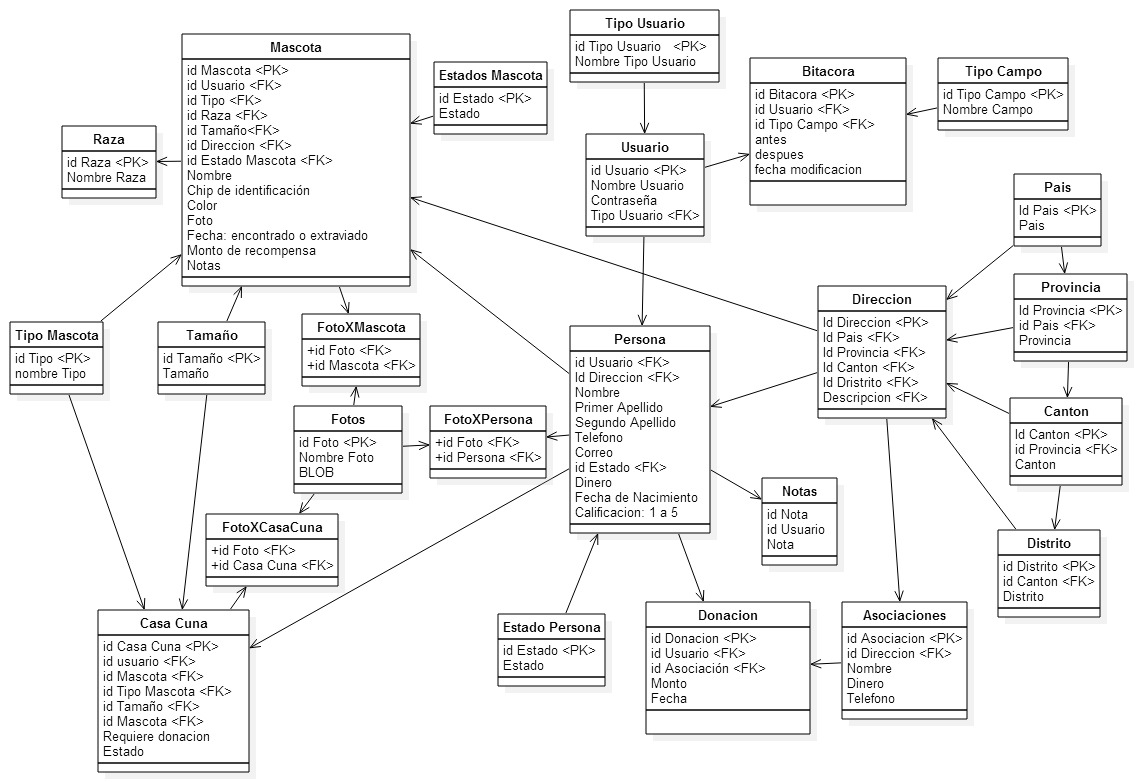 Mascota
id Mascota <PK>
id Usuario <FK>
id Tipo <FK>
id Raza <FK>
id Tamaño<FK>
id Direccion <FK>
id Estado Mascota <FK>
Nombre
Chip de identificación
Color
Foto
Fecha: encontrado o extraviado
Monto de recompensa
Notas
Estados Mascota
id Estado <PK>
Estado
Tipo Usuario
id Tipo Usuario <PK>
Nombre Tipo Usuario
Bitacora
id Bitacora <PK>
id Usuario <FK>
id Tipo Campo <FK>
antes
despues
fecha modificacion
Tipo Campo
id Tipo Campo <PK>
Nombre Campo
Raza
id Raza <PK>
Nombre Raza
Usuario
id Usuario <PK>
Nombre Usuario
Contraseña
Tipo Usuario <FK>
Pais
Id Pais <PK>
Pais
Provincia
Id Provincia <PK>
id Pais <FK>
Provincia
Direccion
Id Direccion <PK>
Id Pais <FK>
Id Provincia <FK>
Id Canton <FK>
Id Dristrito <FK>
Descripcion <FK>
Tipo Mascota
id Tipo <PK>
nombre Tipo
Tamaño
id Tamaño <PK>
Tamaño
FotoXMascota
+id Foto <FK>
+id Mascota <FK>
Persona
id Usuario <FK>
Id Direccion <FK>
Nombre
Primer Apellido
Segundo Apellido
Telefono
Correo
id Estado <FK>
Dinero
Fecha de Nacimiento
Calificacion: 1 a 5
Fotos
id Foto <PK>
Nombre Foto
BLOB
FotoXPersona
+id Foto <FK>
+id Persona <FK>
Canton
Id Canton <PK>
id Provincia <FK>
Canton
Notas
id Nota
id Usuario
Nota
FotoXCasaCuna
+id Foto <FK>
+id Casa Cuna <FK>
Distrito
id Distrito <PK>
id Canton <FK>
Distrito
Casa Cuna
id Casa Cuna <PK>
id usuario <FK>
id Mascota <FK>
id Tipo Mascota <FK>
id Tamaño <FK>
id Mascota <FK>
Requiere donacion
Estado
Estado Persona
id Estado <PK>
Estado
Donacion
id Donacion <PK>
id Usuario <FK>
id Asociación <FK>
Monto
Fecha
Asociaciones
id Asociacion <PK>
id Direccion <FK>
Nombre
Dinero
Telefono